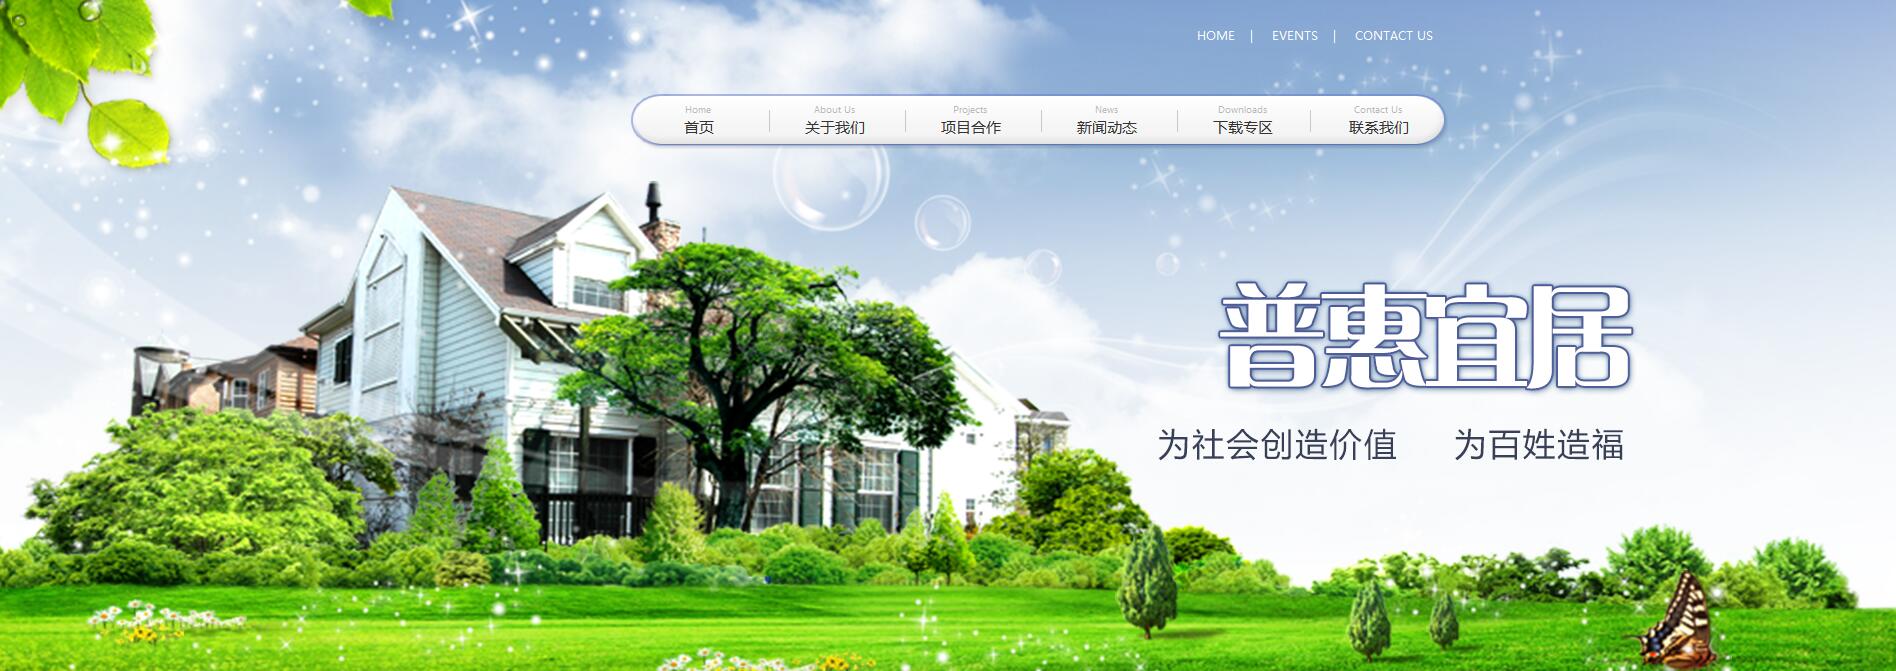 HOME | EVENTS | CONTACT US
Home About Us Projects News Downloads Contact Us
首页 关于我们 项目合作 新闻动态 下载专区 联系我们
普惠宜居
为社会创造价值 为百姓造福